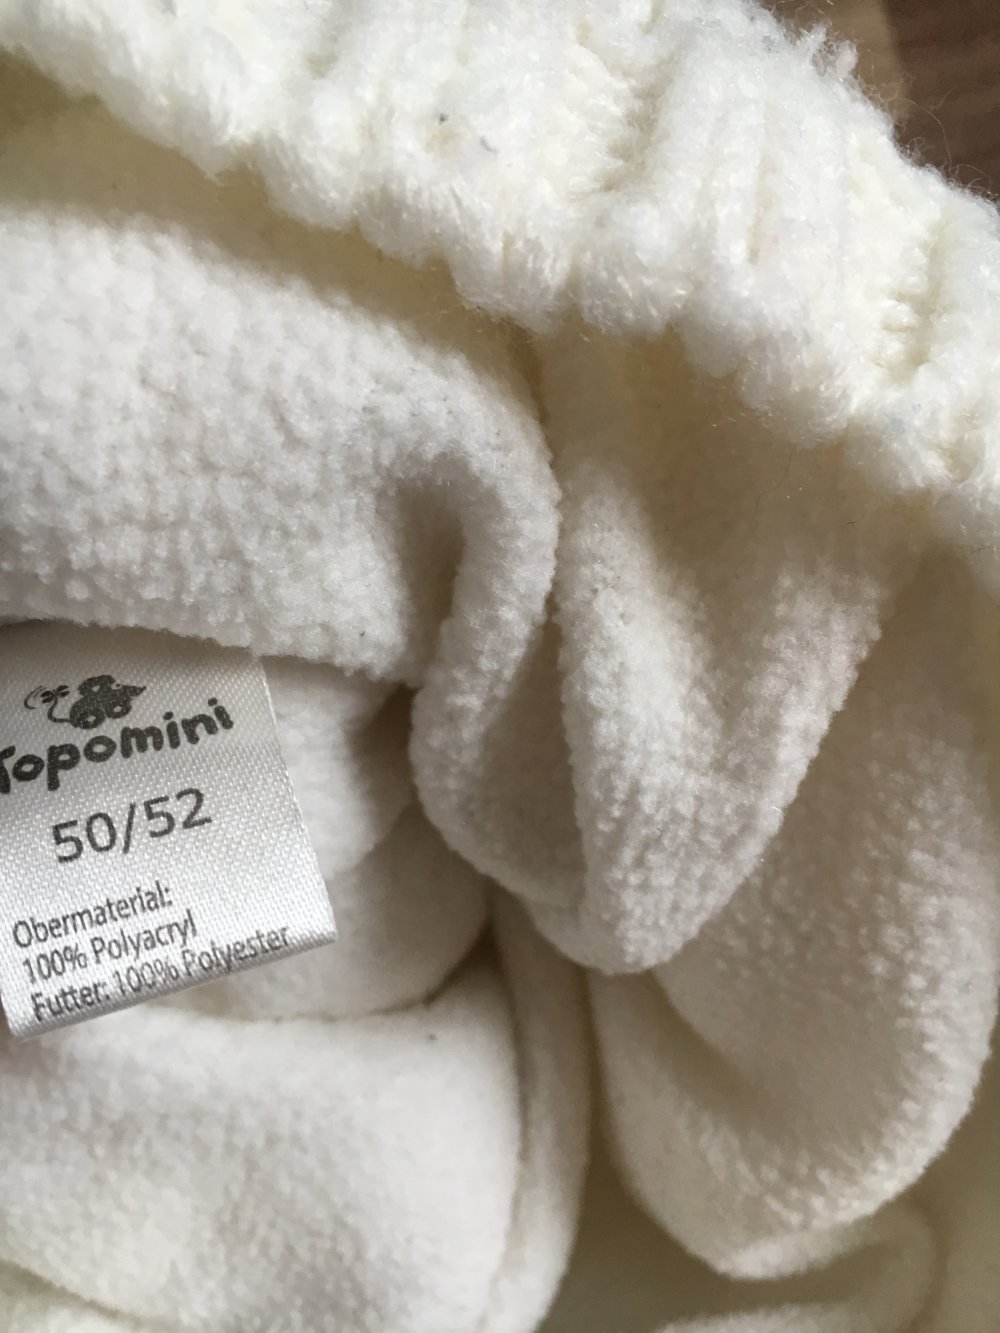 Topomini
50/52
Obermaterial:
100% Polyacryl
Futter: 100% Polyester